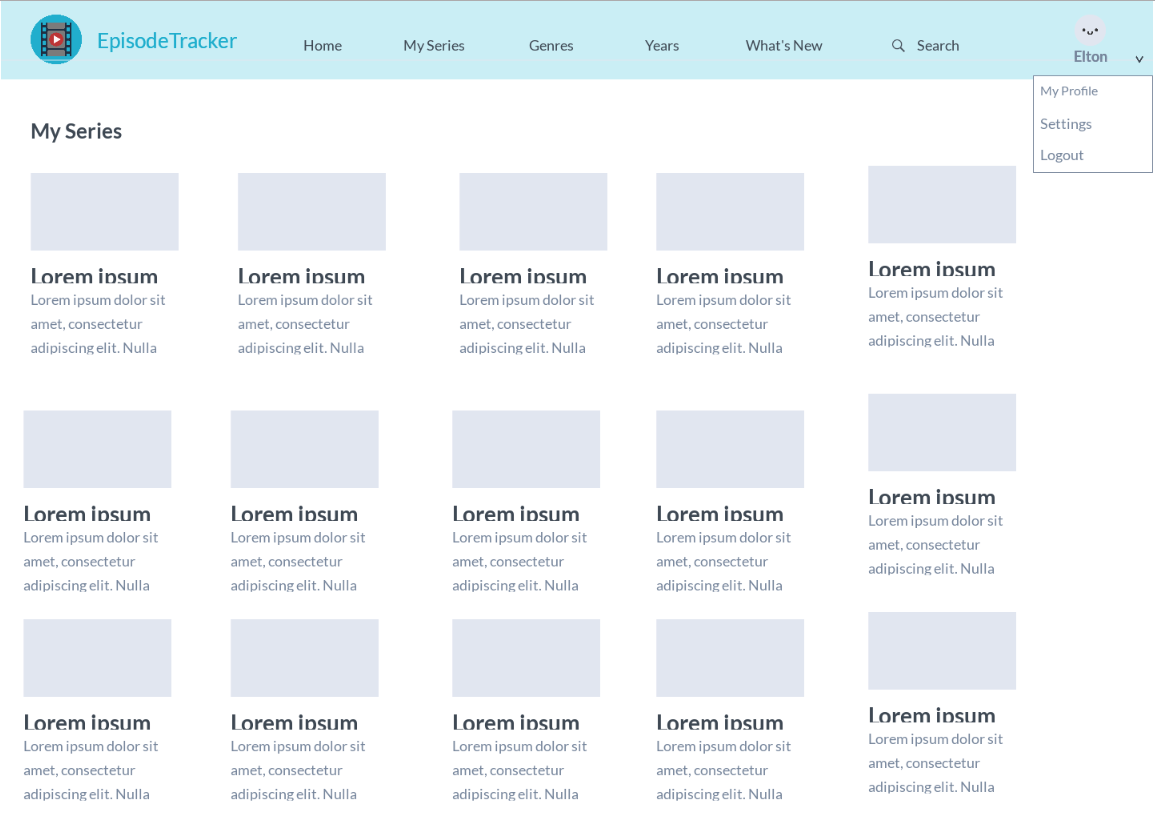 EpisodeTracker
Home
My Series
Genres
Years
What's New
Search
Elton
My Profile
Settings
Logout
My Series
Lorem ipsum
Lorem ipsum dolor sit
amet, consectetur
adipiscing elit. Nulla
Lorem ipsum
Lorem ipsum dolor sit
amet, consectetur
adipiscing elit. Nulla
Lorem ipsum
Lorem ipsum dolor sit
amet, consectetur
adipiscing elit. Nulla
Lorem ipsum
Lorem ipsum dolor sit
amet, consectetur
adipiscing elit. Nulla
Lorem ipsum
Lorem ipsum dolor sit
amet, consectetur
adipiscing elit. Nulla
Lorem ipsum
Lorem ipsum dolor sit
amet, consectetur
adipiscing elit. Nulla
Lorem ipsum
Lorem ipsum dolor sit
amet, consectetur
adipiscing elit. Nulla
Lorem ipsum
Lorem ipsum dolor sit
amet, consectetur
adipiscing elit. Nulla
Lorem ipsum
Lorem ipsum dolor sit
amet, consectetur
adipiscing elit. Nulla
Lorem ipsum
Lorem ipsum dolor sit
amet, consectetur
adipiscing elit. Nulla
Lorem ipsum
Lorem ipsum dolor sit
amet, consectetur
adipiscing elit. Nulla
Lorem ipsum
Lorem ipsum dolor sit
amet, consectetur
adipiscing elit. Nulla
Lorem ipsum
Lorem ipsum dolor sit
amet, consectetur
adipiscing elit. Nulla
Lorem ipsum
Lorem ipsum dolor sit
amet, consectetur
adipiscing elit. Nulla
Lorem ipsum
Lorem ipsum dolor sit
amet, consectetur
adipiscing elit. Nulla